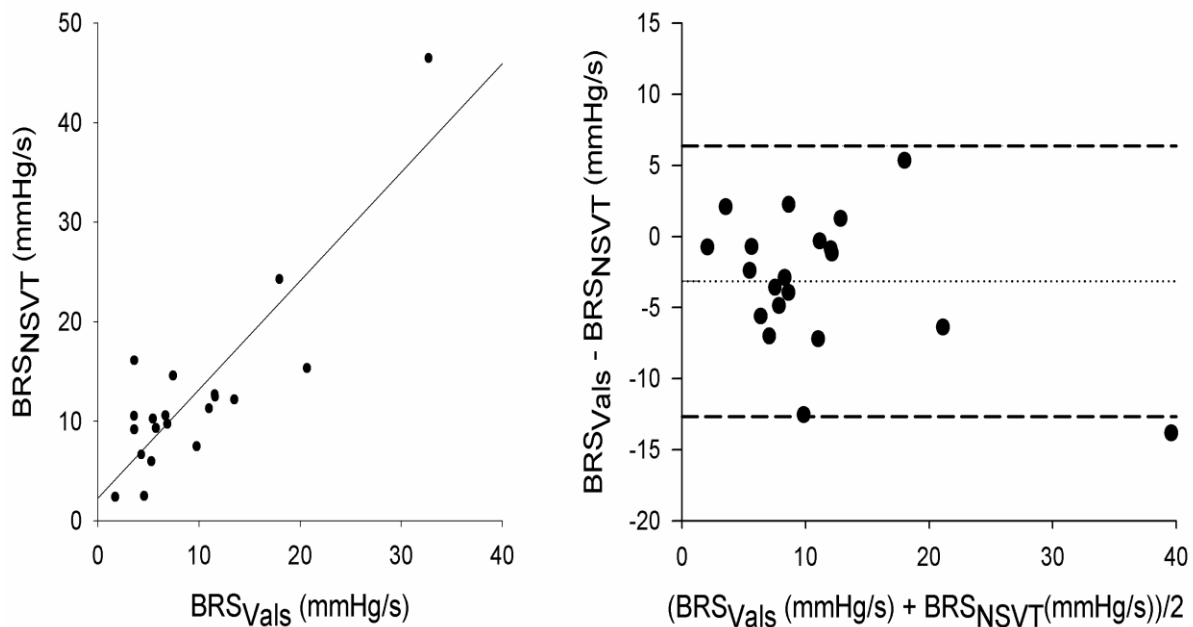 BRSNSVT (mmHg/s)
50
40
30
20
10
0
0 10 20 30 40
BRSVals (mmHg/s)
BRSVals - BRSNSVT (mmHg/s)
15
10
5
0
-5
-10
-15
-20
0 10 20 30 40
(BRSVals (mmHg/s) + BRSNSVT(mmHg/s))/2